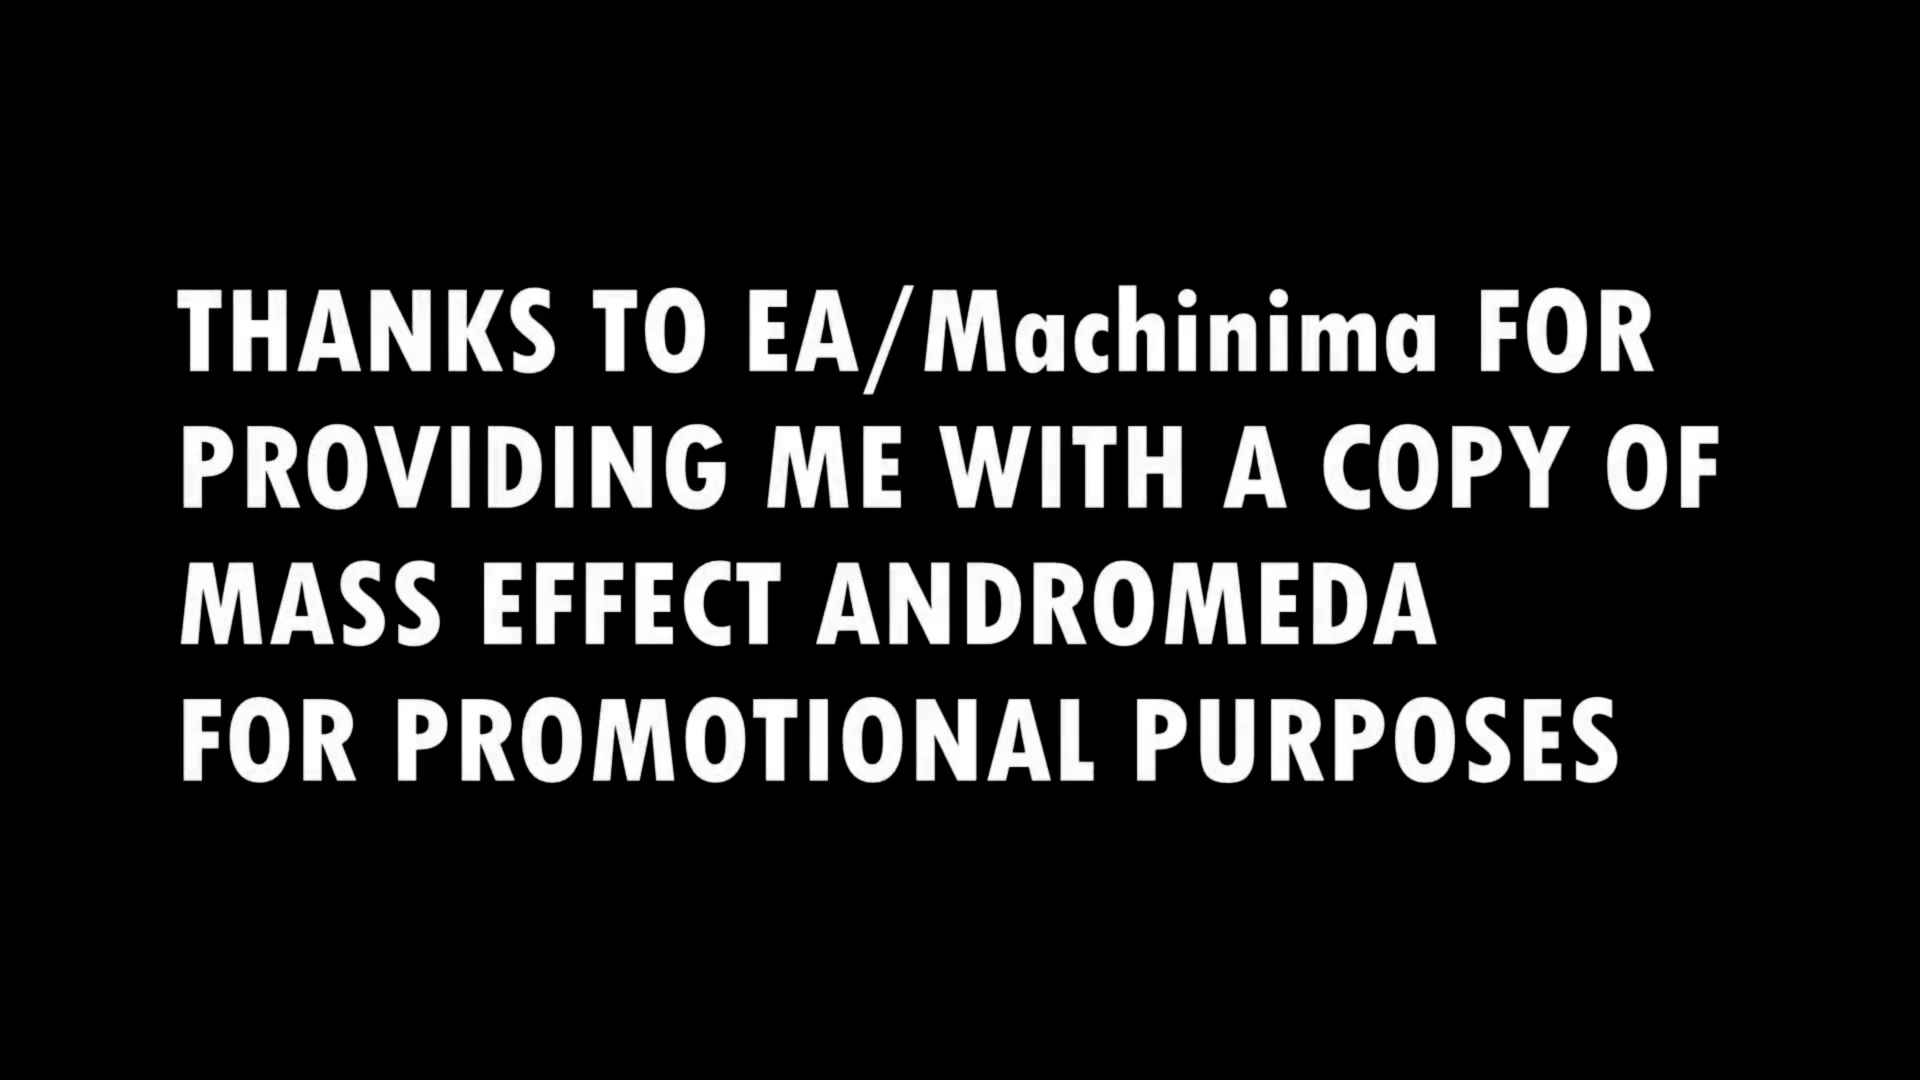 THANKS TO EA/Machinima FOR
PROVIDING ME WITH A COPY OF
MASS EFFECT ANDROMEDA
FOR PROMOTIONAL PURPOSES